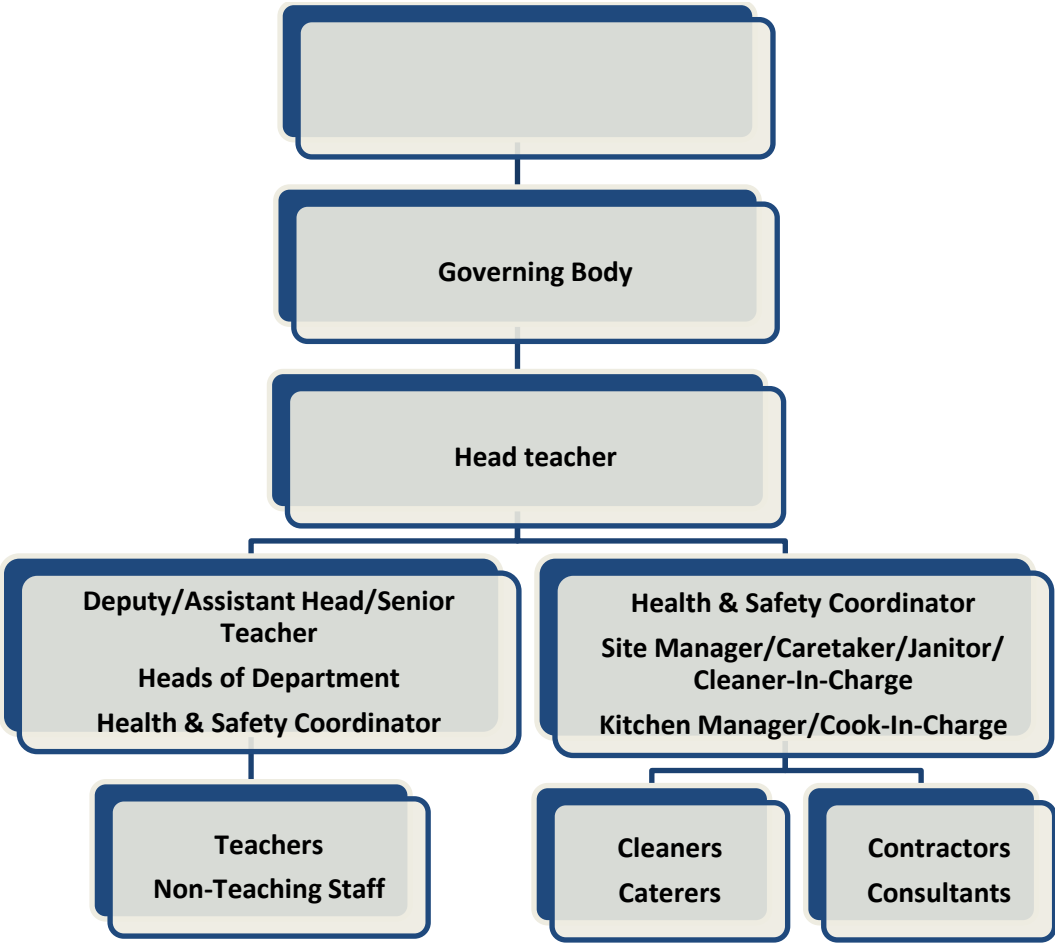 Governing Body
Head teacher
Deputy/Assistant Head/Senior
Teacher
Heads of Department
Health & Safety Coordinator
Health & Safety Coordinator
Site Manager/Caretaker/Janitor/
Cleaner-In-Charge
Kitchen Manager/Cook-In-Charge
Teachers
Non-Teaching Staff
Cleaners
Caterers
Contractors
Consultants